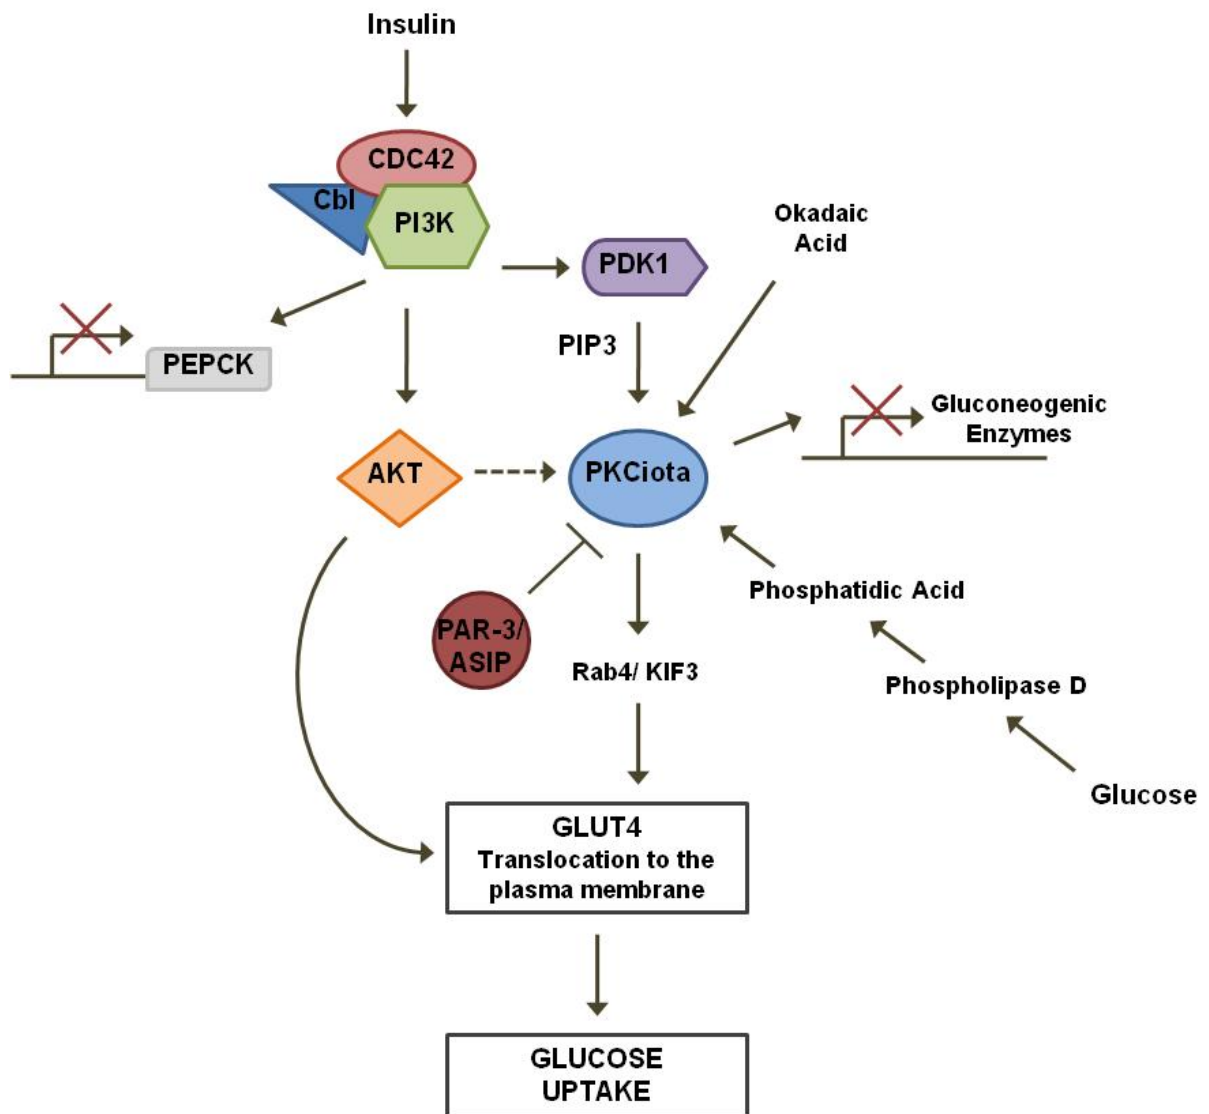 Insulin
CDC42
Cbl
PI3K
Okadaic
Acid
PDK1
PIP3
PEPCK
Gluconeogenic
Enzymes
AKT
PKCiota
Phosphatidic Acid
PAR-3/
ASIP
Rab4/ KIF3
Phospholipase D
Glucose
GLUT4
Translocation to the
plasma membrane
GLUCOSE
UPTAKE